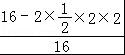 16 − 2 × 1/2 × 2 × 2
16